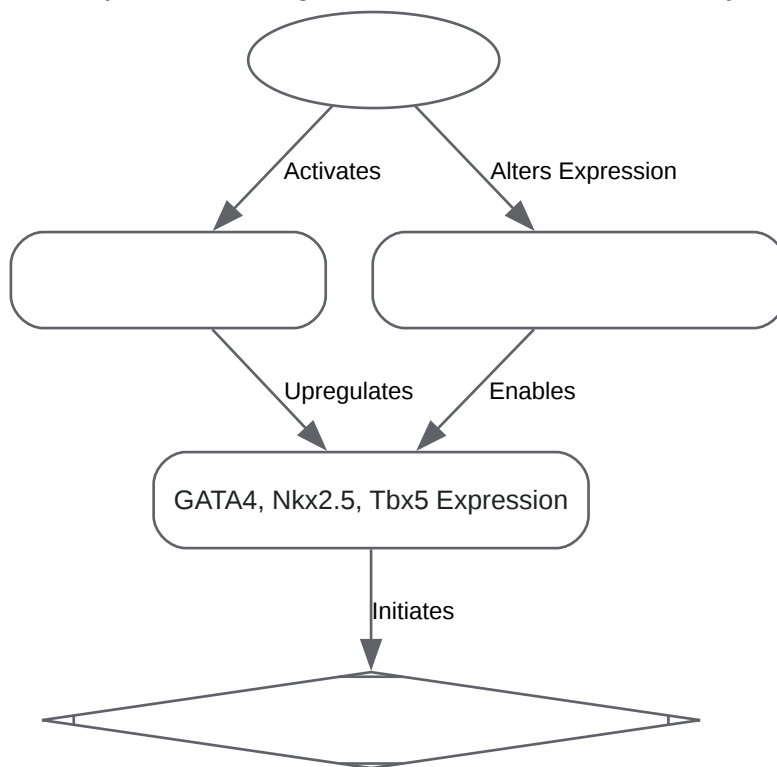 Activates
Alters Expression
Upregulates
Enables
GATA4, Nkx2.5, Tbx5 Expression
Initiates